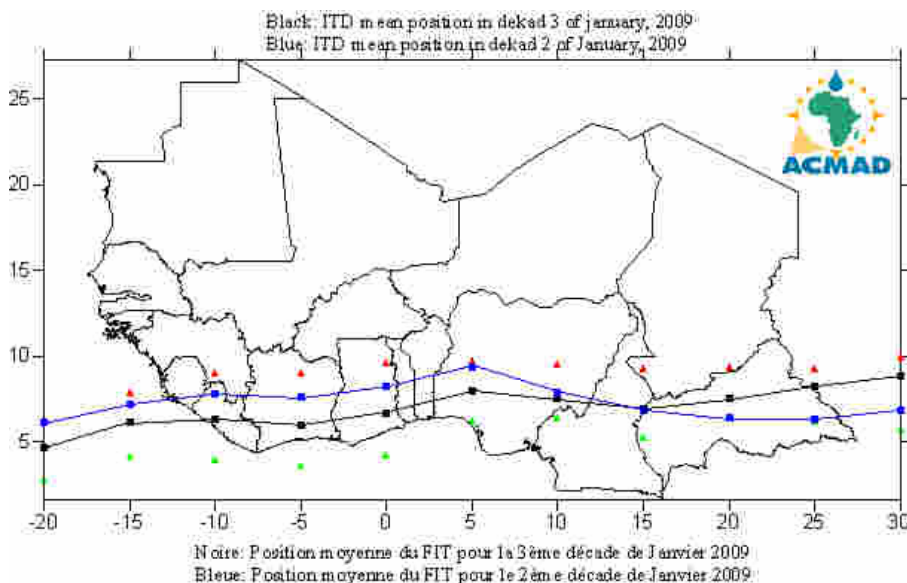 Black: ITD mean position in dekad 3 of january, 2009
Blue: ITD mean position in dekad 2 of January, 2009
25
20
15
10
5
ACMAD
-20 -15 -10 -5 0 5 10 15 20 25 30
Noire: Position moyenne du FIT pour la 3ème décade de Janvier 2009
Bleue: Position moyenne du FIT pour le 2ème décade de Janvier 2009